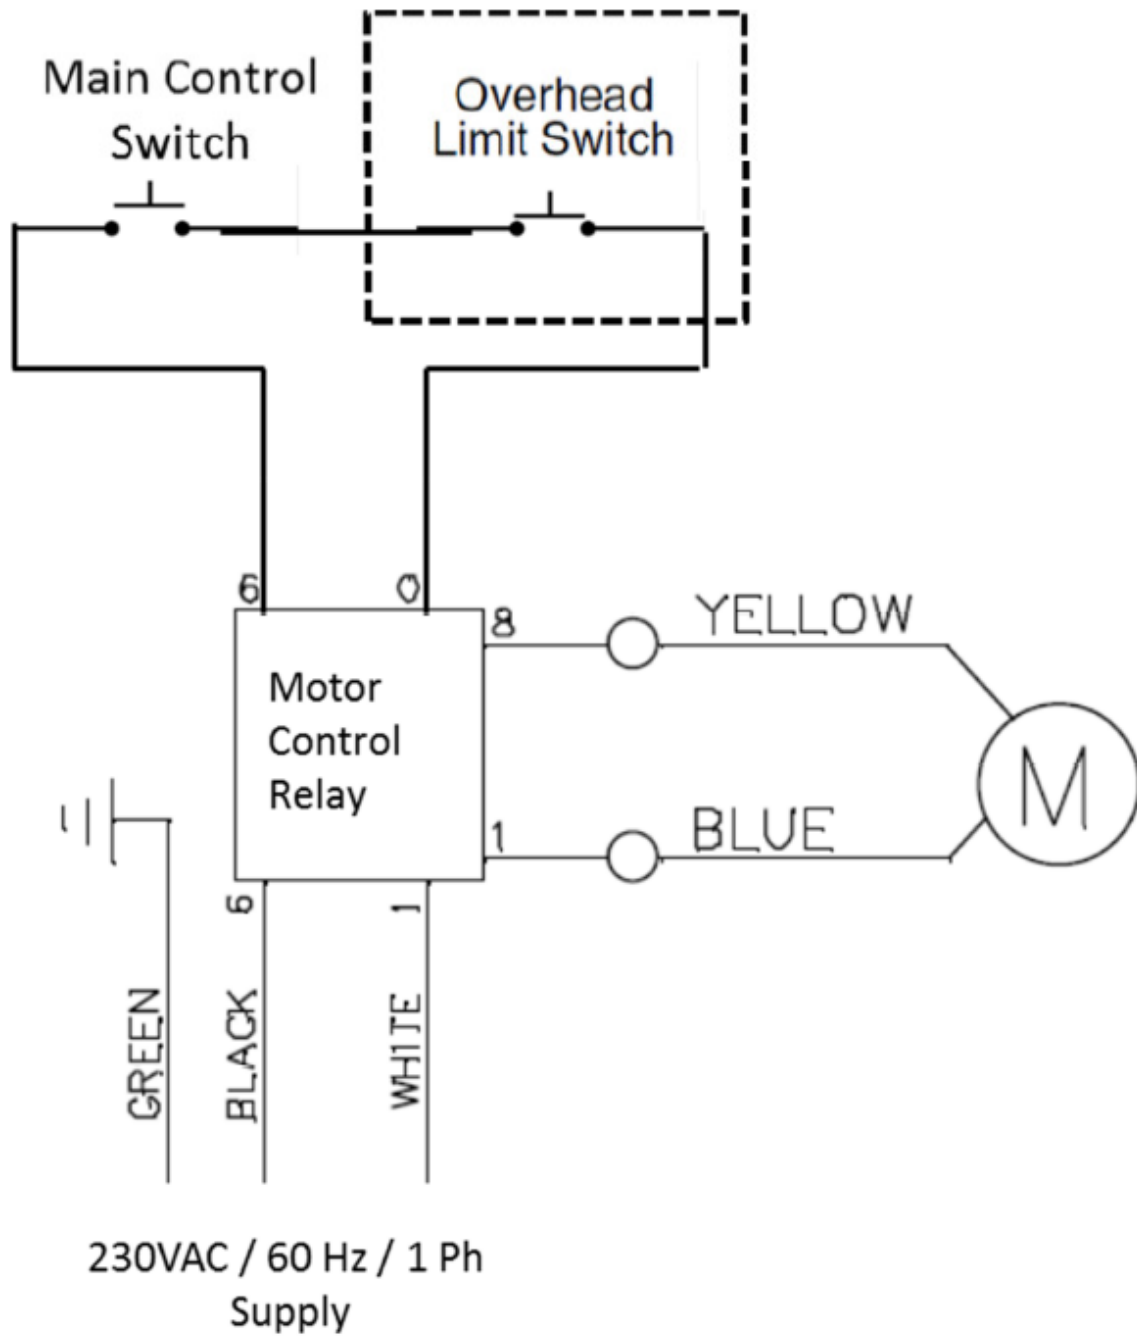 Main Control
Switch
Overhead
Limit Switch
6
0
8
YELLOW
Motor
Control
Relay
1
BLUE
6
1
GREEN
BLACK
WHITE
M
230VAC / 60 Hz / 1 Ph
Supply